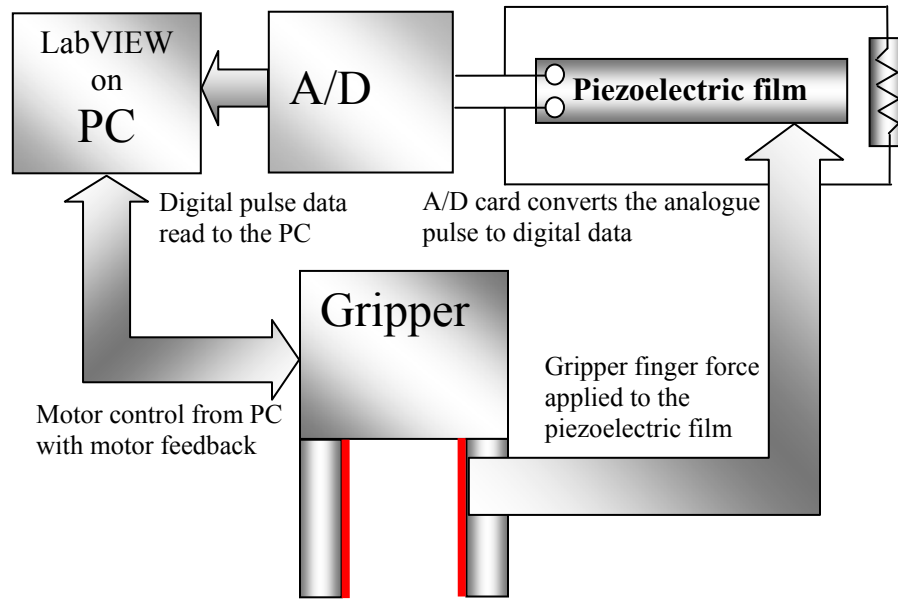 LabVIEW
on
PC
A/D
Piezoelectric film
Digital pulse data
read to the PC
A/D card converts the analogue
pulse to digital data
Gripper
Gripper finger force
applied to the
piezoelectric film
Motor control from PC
with motor feedback